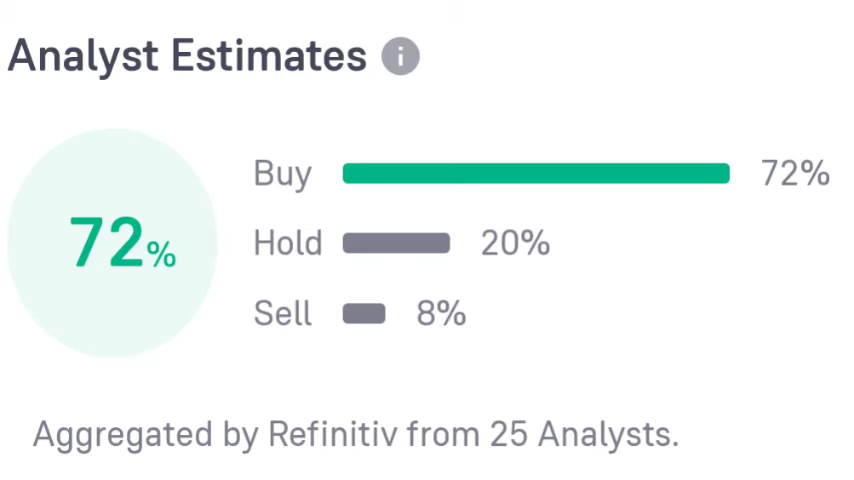 Analyst Estimates i
72%
Buy 72%
Hold 20%
Sell 8%
Aggregated by Refinitiv from 25 Analysts.